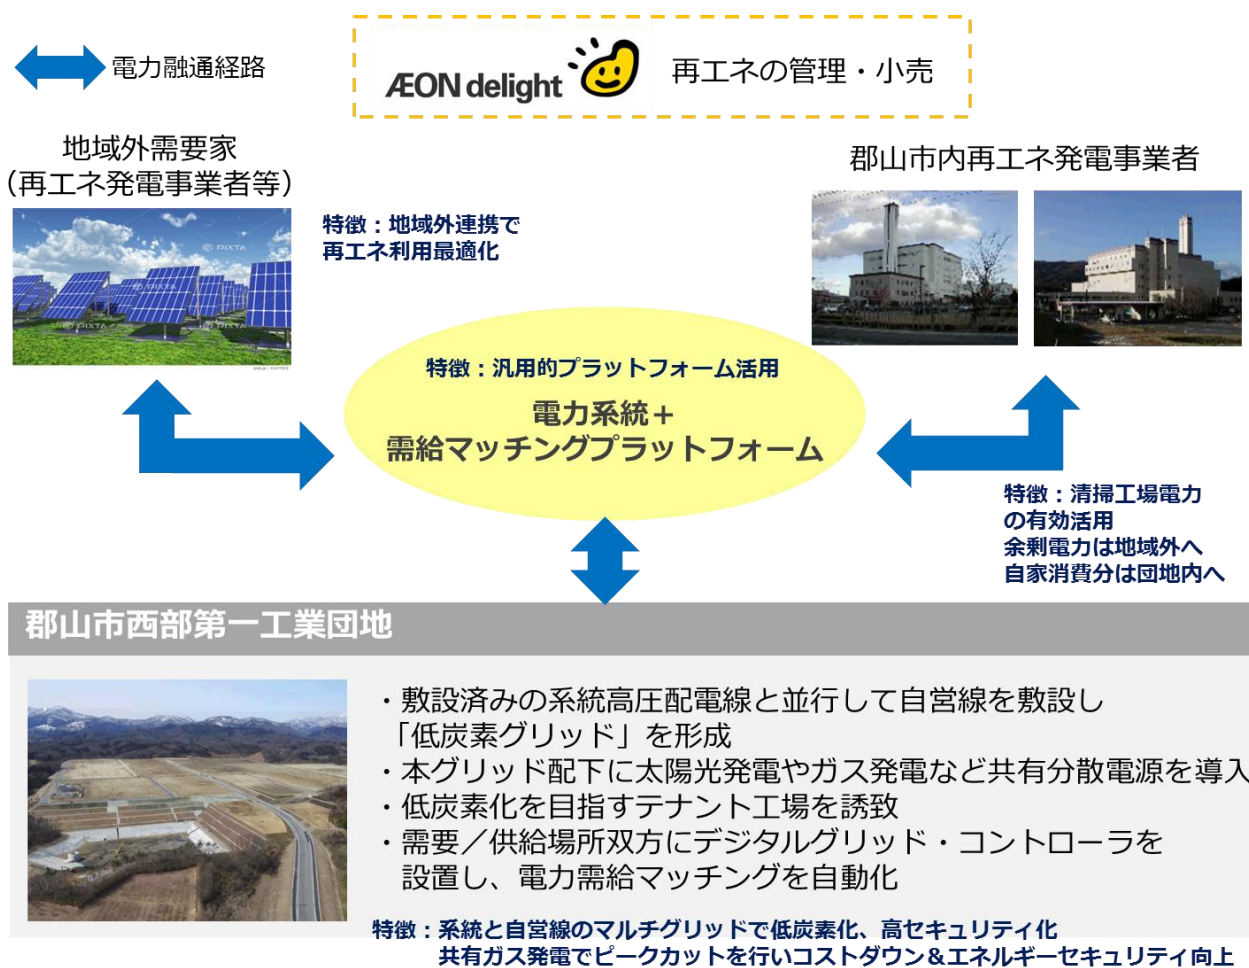 電力融通経路
ÆON delight
再エネの管理・小売
地域外需要家
(再エネ発電事業者等)
PIXTA
PIXTA
PIXTA
PIXTA
PIXTA
特徴：地域外連携で
再エネ利用最適化
郡山市内再エネ発電事業者
特徴：汎用的プラットフォーム活用
電力系統＋
需給マッチングプラットフォーム
特徴：清掃工場電力
の有効活用
余剰電力は地域外へ
自家消費分は団地内へ
郡山市西部第一工業団地
・敷設済みの系統高圧配電線と並行して自営線を敷設し
「低炭素グリッド」を形成
・本グリッド配下に太陽光発電やガス発電など共有分散電源を導入
・低炭素化を目指すテナント工場を誘致
・需要／供給場所双方にデジタルグリッド・コントローラを
設置し、電力需給マッチングを自動化
特徴：系統と自営線のマルチグリッドで低炭素化、高セキュリティ化
共有ガス発電でピークカットを行いコストダウン＆エネルギーセキュリティ向上